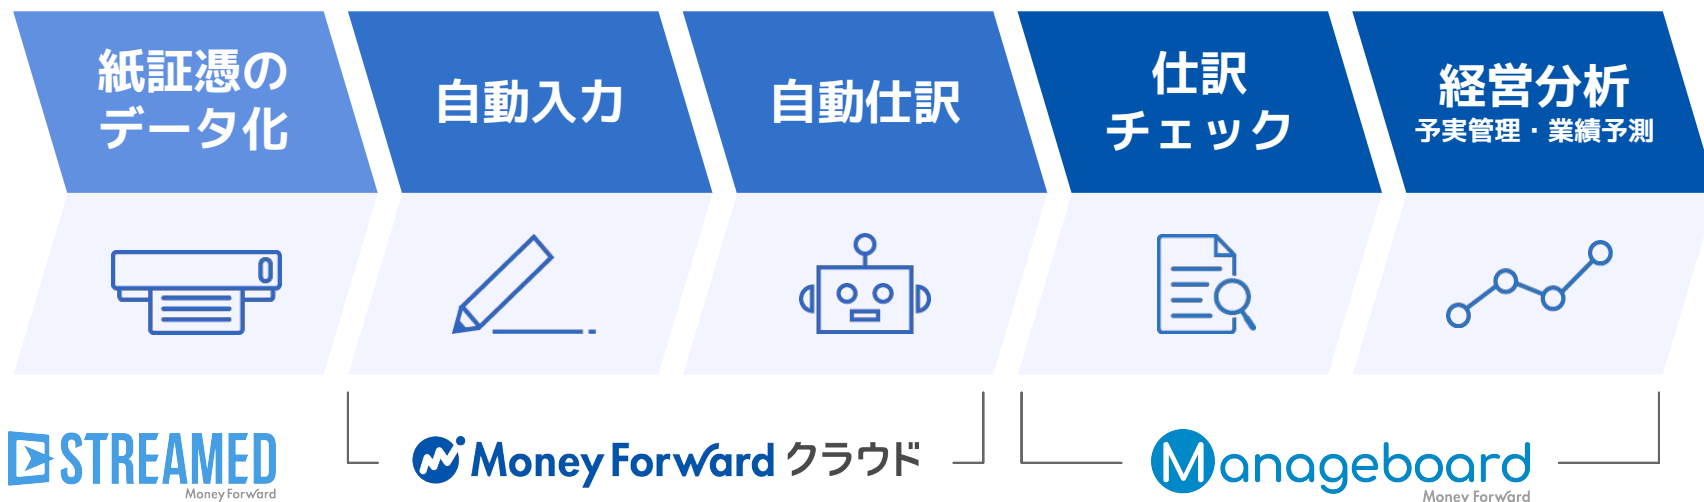 紙証憑の
データ化
自動入力
自動仕訳
仕訳
チェック
経営分析
予実管理・業績予測
STREAMED
Money Forward
Money Forward クラウド
Manageboard
Money Forward